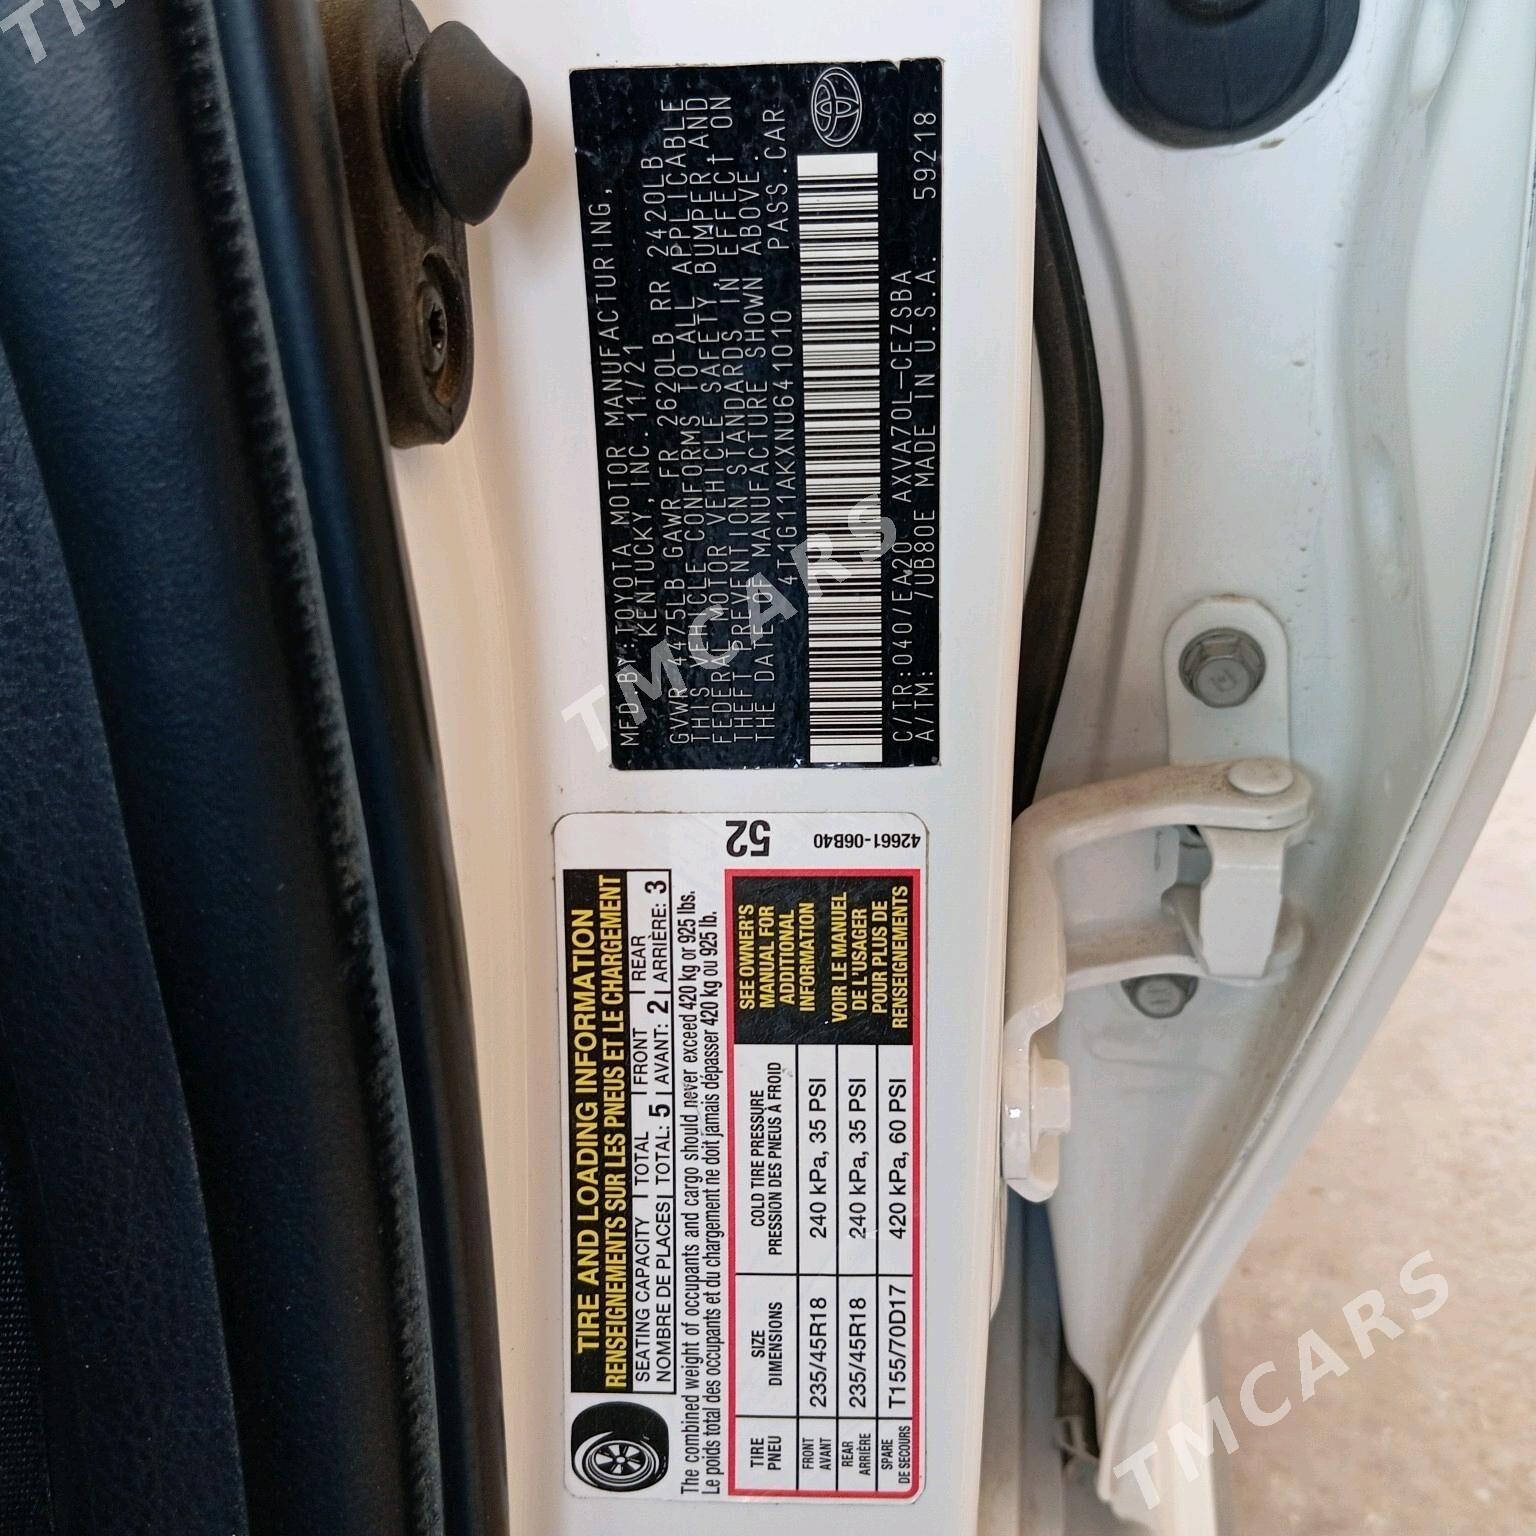 MFD.BY:TOYOTA MOTOR MANUFACTURING,
KENTUCKY, INC. 11/21
GVWR 4475LB GAWR FR 2620LB RR 2420LB
THIS VEHICLE CONFORMS TO ALL APPLICABLE
FEDERAL MOTOR VEHICLE SAFETY, BUMPER, AND
THEFT PREVENTION STANDARDS IN EFFECT ON
THE DATE OF MANUFACTURE SHOWN ABOVE.
4T1G11AKXNU641010 PASS.CAR
C/TR:040/EA20 AXVA70L-CEZSBA
A/TM: -/UB80E MADE IN U.S.A. 59218
TIRE AND LOADING INFORMATION
RENSEIGNEMENTS SUR LES PNEUS ET LE CHARGEMENT
SEATING CAPACITY TOTAL FRONT REAR
NOMBRE DE PLACES TOTAL: 5 AVANT: 2 ARRIÈRE: 3
The combined weight of occupants and cargo should never exceed 420 kg or 925 lbs.
Le poids total des occupants et du chargement ne doit jamais dépasser 420 kg ou 925 lb.
TIRE SIZE COLD TIRE PRESSURE
PNEU DIMENSIONS PRESSION DES PNEUS À FROID
FRONT
AVANT 235/45R18 240 kPa, 35 PSI
REAR
ARRIÈRE 235/45R18 240 kPa, 35 PSI
SPARE
DE SECOURS T155/70D17 420 kPa, 60 PSI
SEE OWNER'S
MANUAL FOR
ADDITIONAL
INFORMATION
VOIR LE MANUEL
DE L'USAGER
POUR PLUS DE
RENSEIGNEMENTS
52
42661-06B40
TMCARS
TMCARS
TMCARS
TMCARS